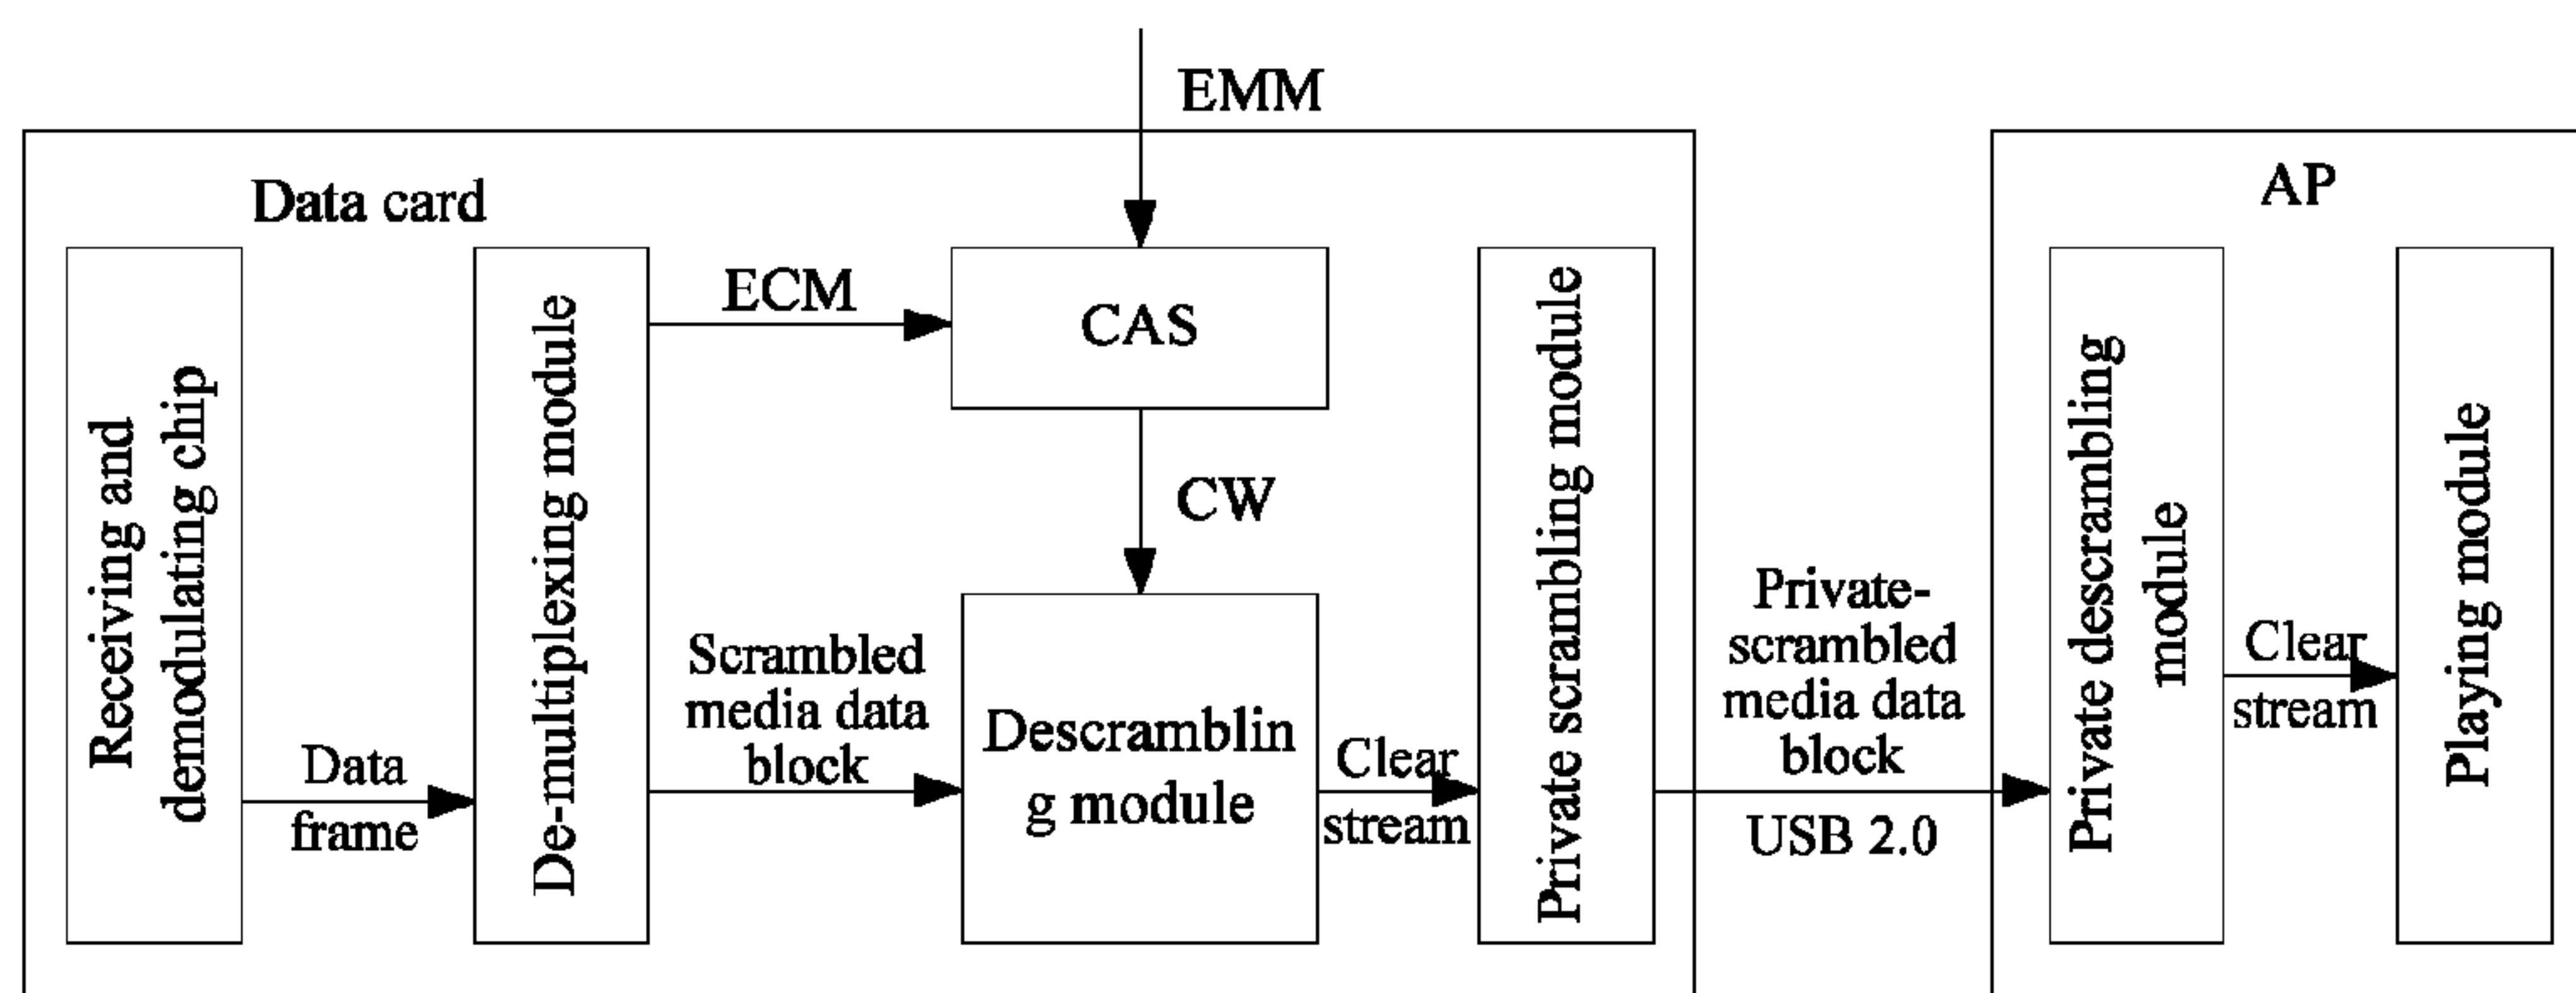 EMM
Data card
AP
Receiving and
demodulating chip
Data
frame
De-multiplexing module
ECM
CAS
CW
Scrambled
media data
block
Descramblin
g module
Clear
stream
Private scrambling module
Private-
scrambled
media data
block
USB 2.0
Private descrambling
module
Clear
stream
Playing module